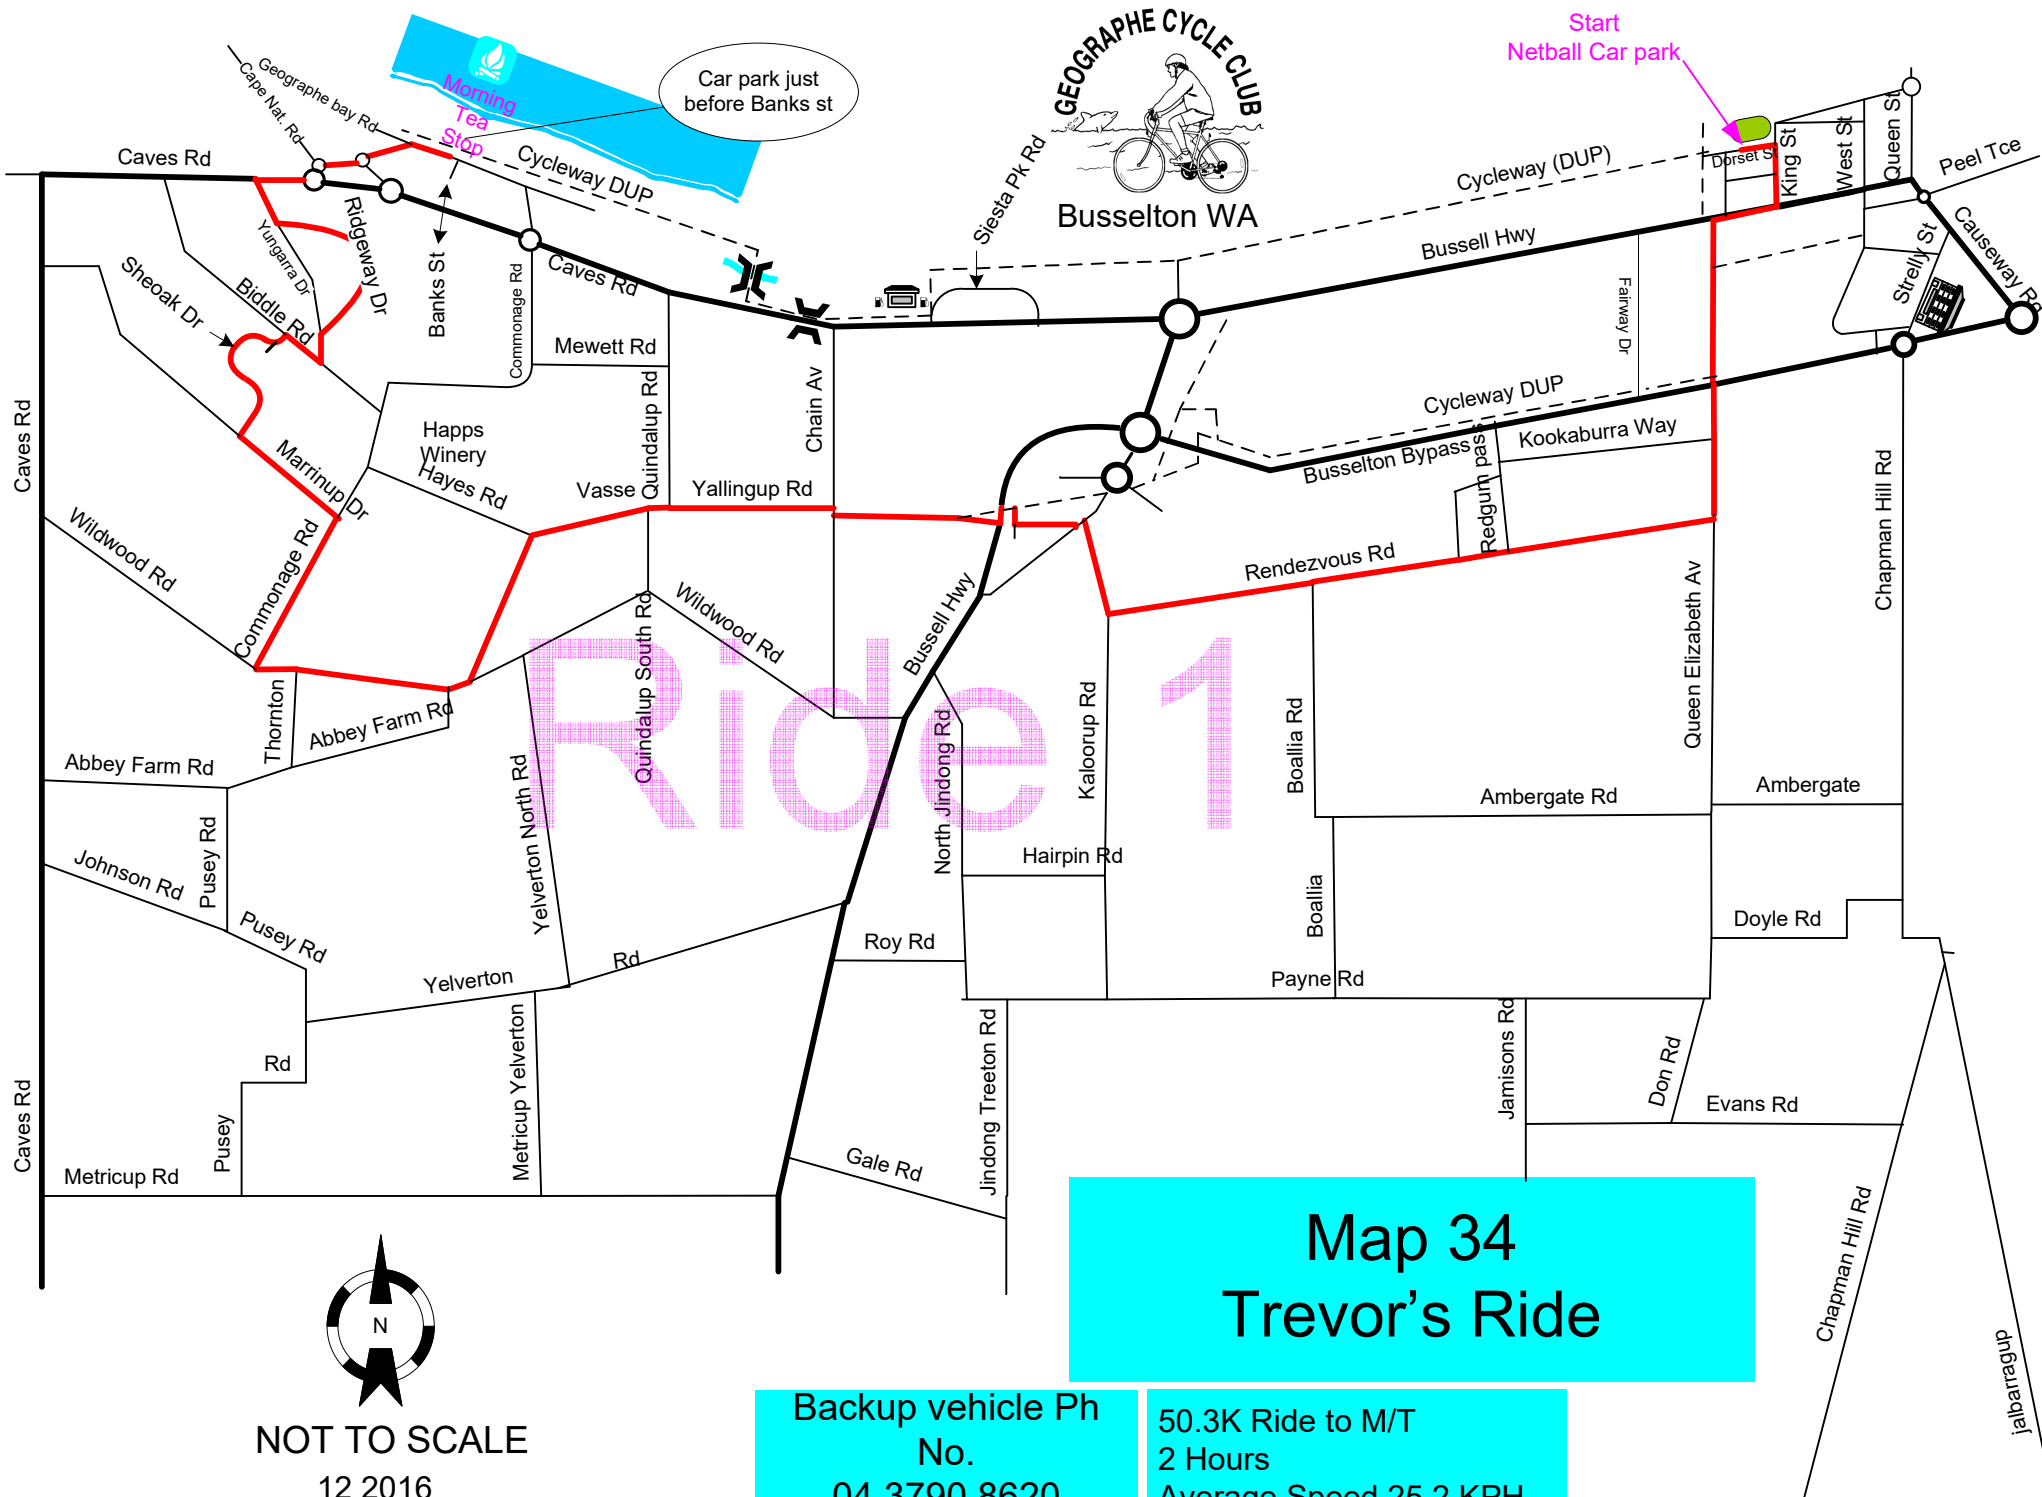 GEOGRAPHE CYCLE CLUB
Busselton WA
Start
Netball Car park
Car park just
before Banks st
Morning
Tea
Stop
Geographe bay Rd
Cape Nat. Rd
Caves Rd
Cycleway DUP
Siesta Pk Rd
Cycleway (DUP)
Dorset St
King St
West St
Queen St
Peel Tce
Causeway Rd
Strelly St
Bussell Hwy
Fairway Dr
Yungarra Dr
Ridgeway Dr
Banks St
Commonage Rd
Caves Rd
Sheoak Dr
Biddle Rd
Mewett Rd
Quindalup Rd
Chain Av
Cycleway DUP
Busselton Bypass
Redgum pass
Kookaburra Way
Chapman Hill Rd
Caves Rd
Happs
Winery
Hayes Rd
Marrinup Dr
Vasse
Yallingup Rd
Wildwood Rd
Commonage Rd
Rendezvous Rd
Queen Elizabeth Av
Wildwood Rd
Quindalup South Rd
Bussell Hwy
Ride 1
Thornton
Abbey Farm Rd
Abbey Farm Rd
Yelverton North Rd
North Jindong Rd
Kaloorup Rd
Boallia Rd
Ambergate Rd
Ambergate
Johnson Rd
Pusey Rd
Pusey Rd
Hairpin Rd
Boallia
Doyle Rd
Roy Rd
Yelverton
Rd
Payne Rd
Rd
Pusey
Metricup Yelverton
Jindong Treeton Rd
Jamisons Rd
Don Rd
Evans Rd
Caves Rd
Metricup Rd
Gale Rd
Chapman Hill Rd
jalbarragup
Map 34
Trevor’s Ride
N
NOT TO SCALE
12 2016
Backup vehicle Ph
No.
04 3790 8620
50.3K Ride to M/T
2 Hours
Average Speed 25.2 KPH